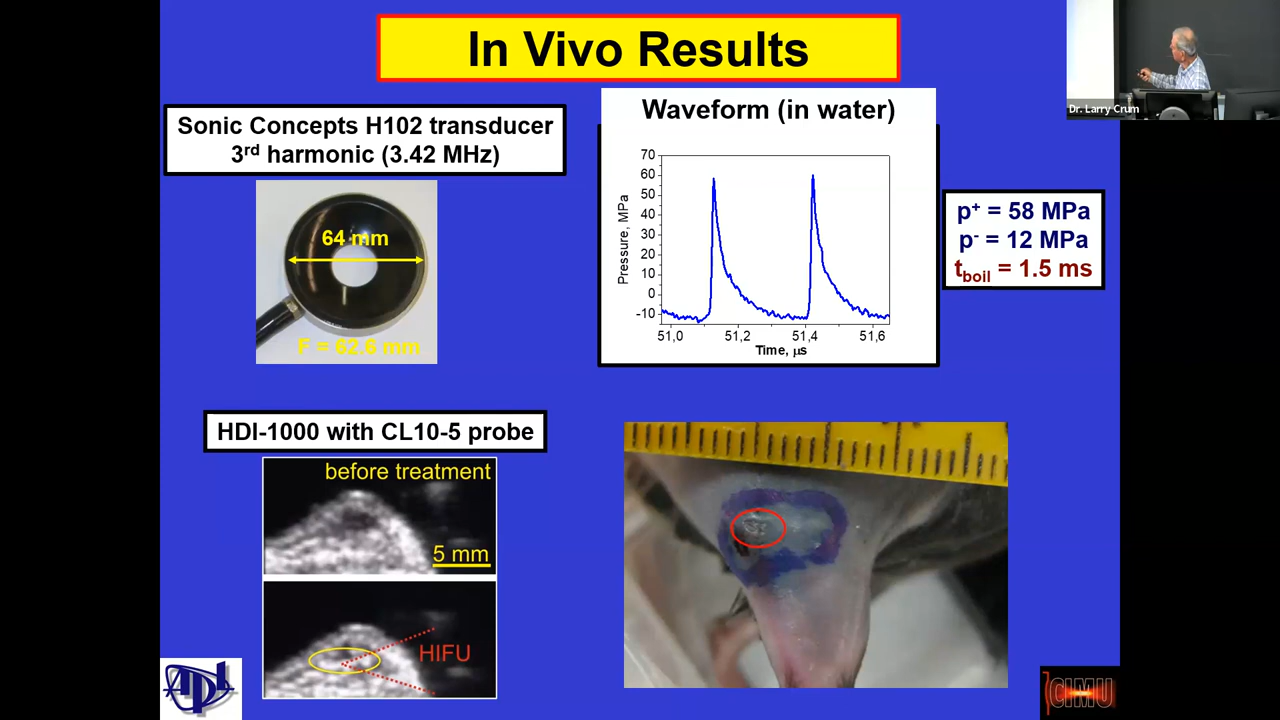 In Vivo Results
Dr. Larry Crum
Sonic Concepts H102 transducer
3rd harmonic (3.42 MHz)
64 mm
F = 62.6 mm
Waveform (in water)
Pressure, MPa
70
60
50
40
30
20
10
0
-10
51,0 51,2 51,4 51,6
Time, µs
p+ = 58 MPa
p- = 12 MPa
tboil = 1.5 ms
HDI-1000 with CL10-5 probe
before treatment
5 mm
HIFU
APL
CIMU